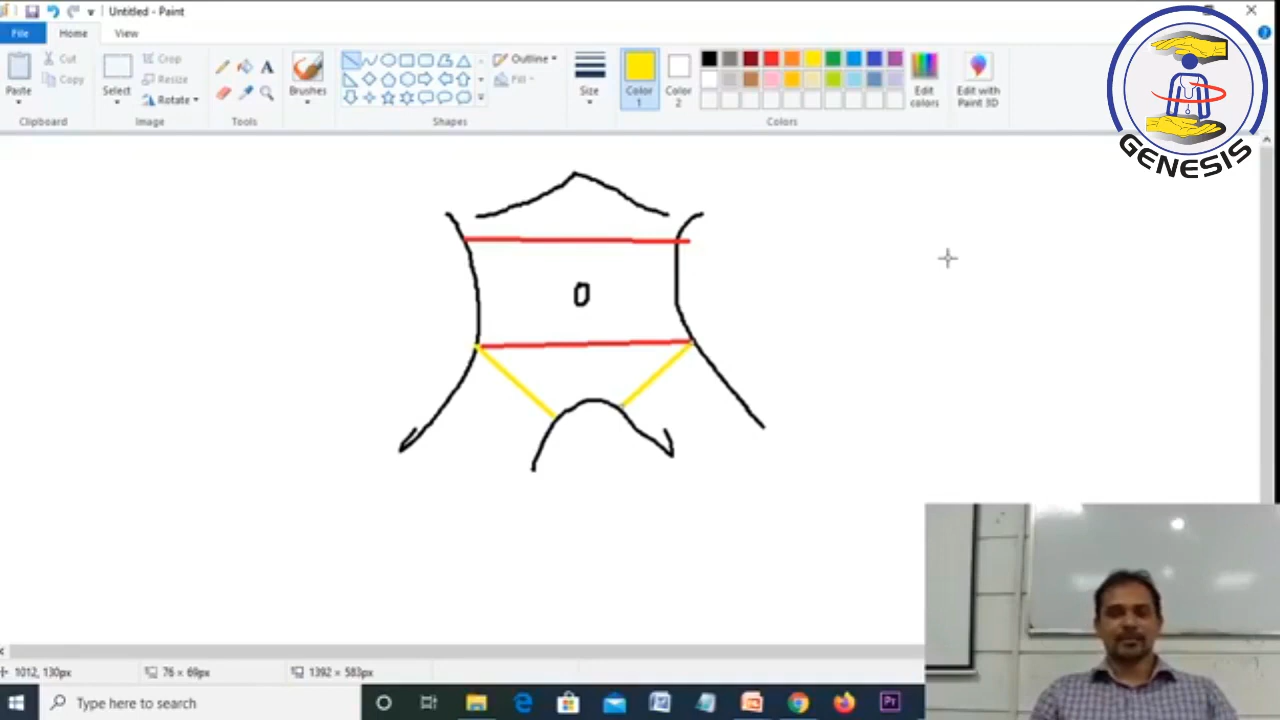 Untitled - Paint
File
Home
View
Paste
Cut
Copy
Clipboard
Select
Crop
Resize
Rotate
Image
A
Tools
Brushes
Shapes
Outline
Fill
Size
Color 1
Color 2
Colors
Edit colors
Edit with Paint 3D
GENESIS
0
1012, 130px
76 × 69px
1392 × 583px
Type here to search
W
Pr